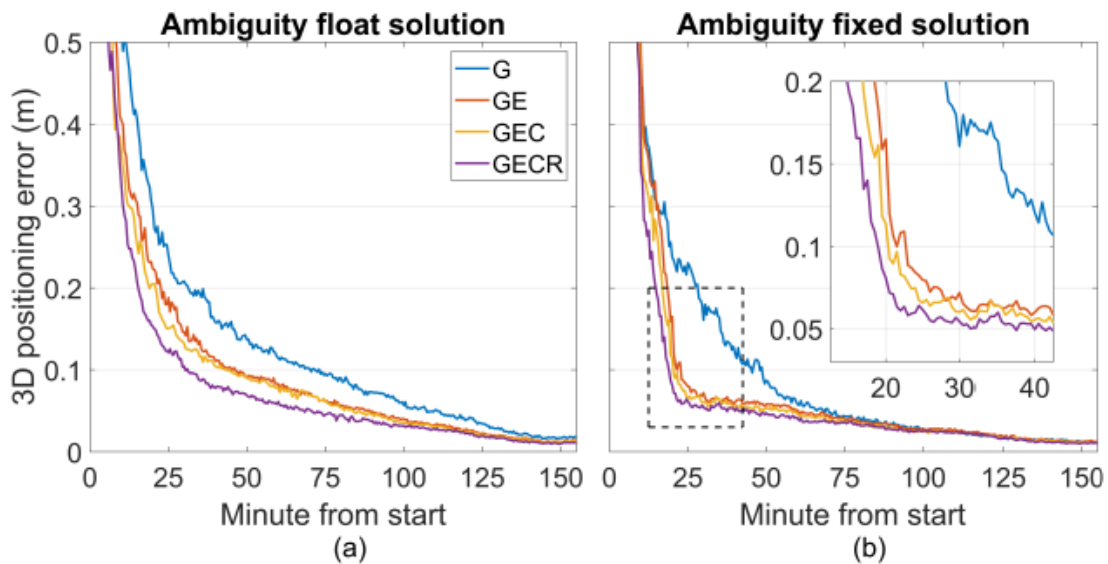 Ambiguity float solution
Ambiguity fixed solution
3D positioning error (m)
0.5
0.4
0.3
0.2
0.1
0
G
GE
GEC
GECR
0.2
0.15
0.1
0.05
20 30 40
0 25 50 75 100 125 150
0 25 50 75 100 125 150
Minute from start
Minute from start
(a)
(b)